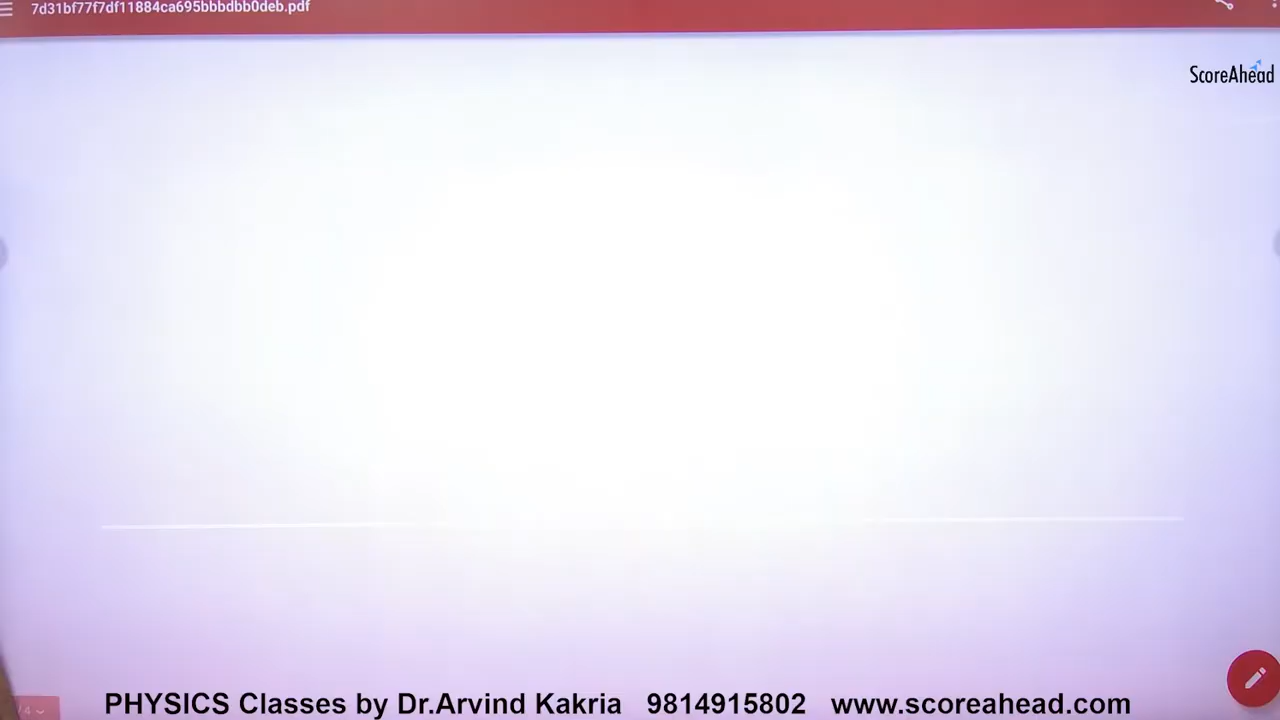 7d31bf77f7df11884ca695bbbdbb0deb.pdf
ScoreAhead
PHYSICS Classes by Dr.Arvind Kakria 9814915802 www.scoreahead.com